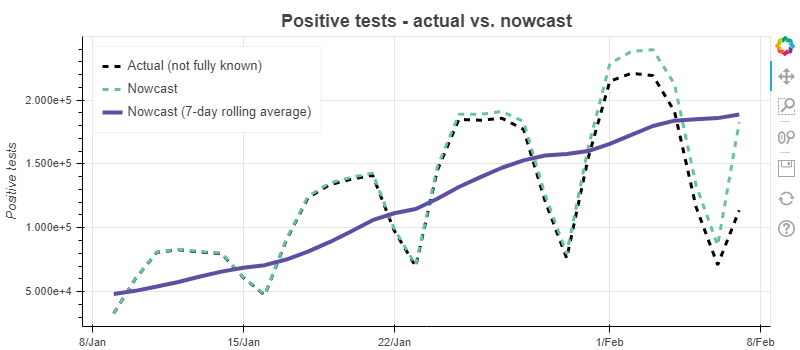 Positive tests - actual vs. nowcast
Actual (not fully known)
Nowcast
Nowcast (7-day rolling average)
Positive tests
2.000e+5
1.500e+5
1.000e+5
5.000e+4
8/Jan 15/Jan 22/Jan 1/Feb 8/Feb